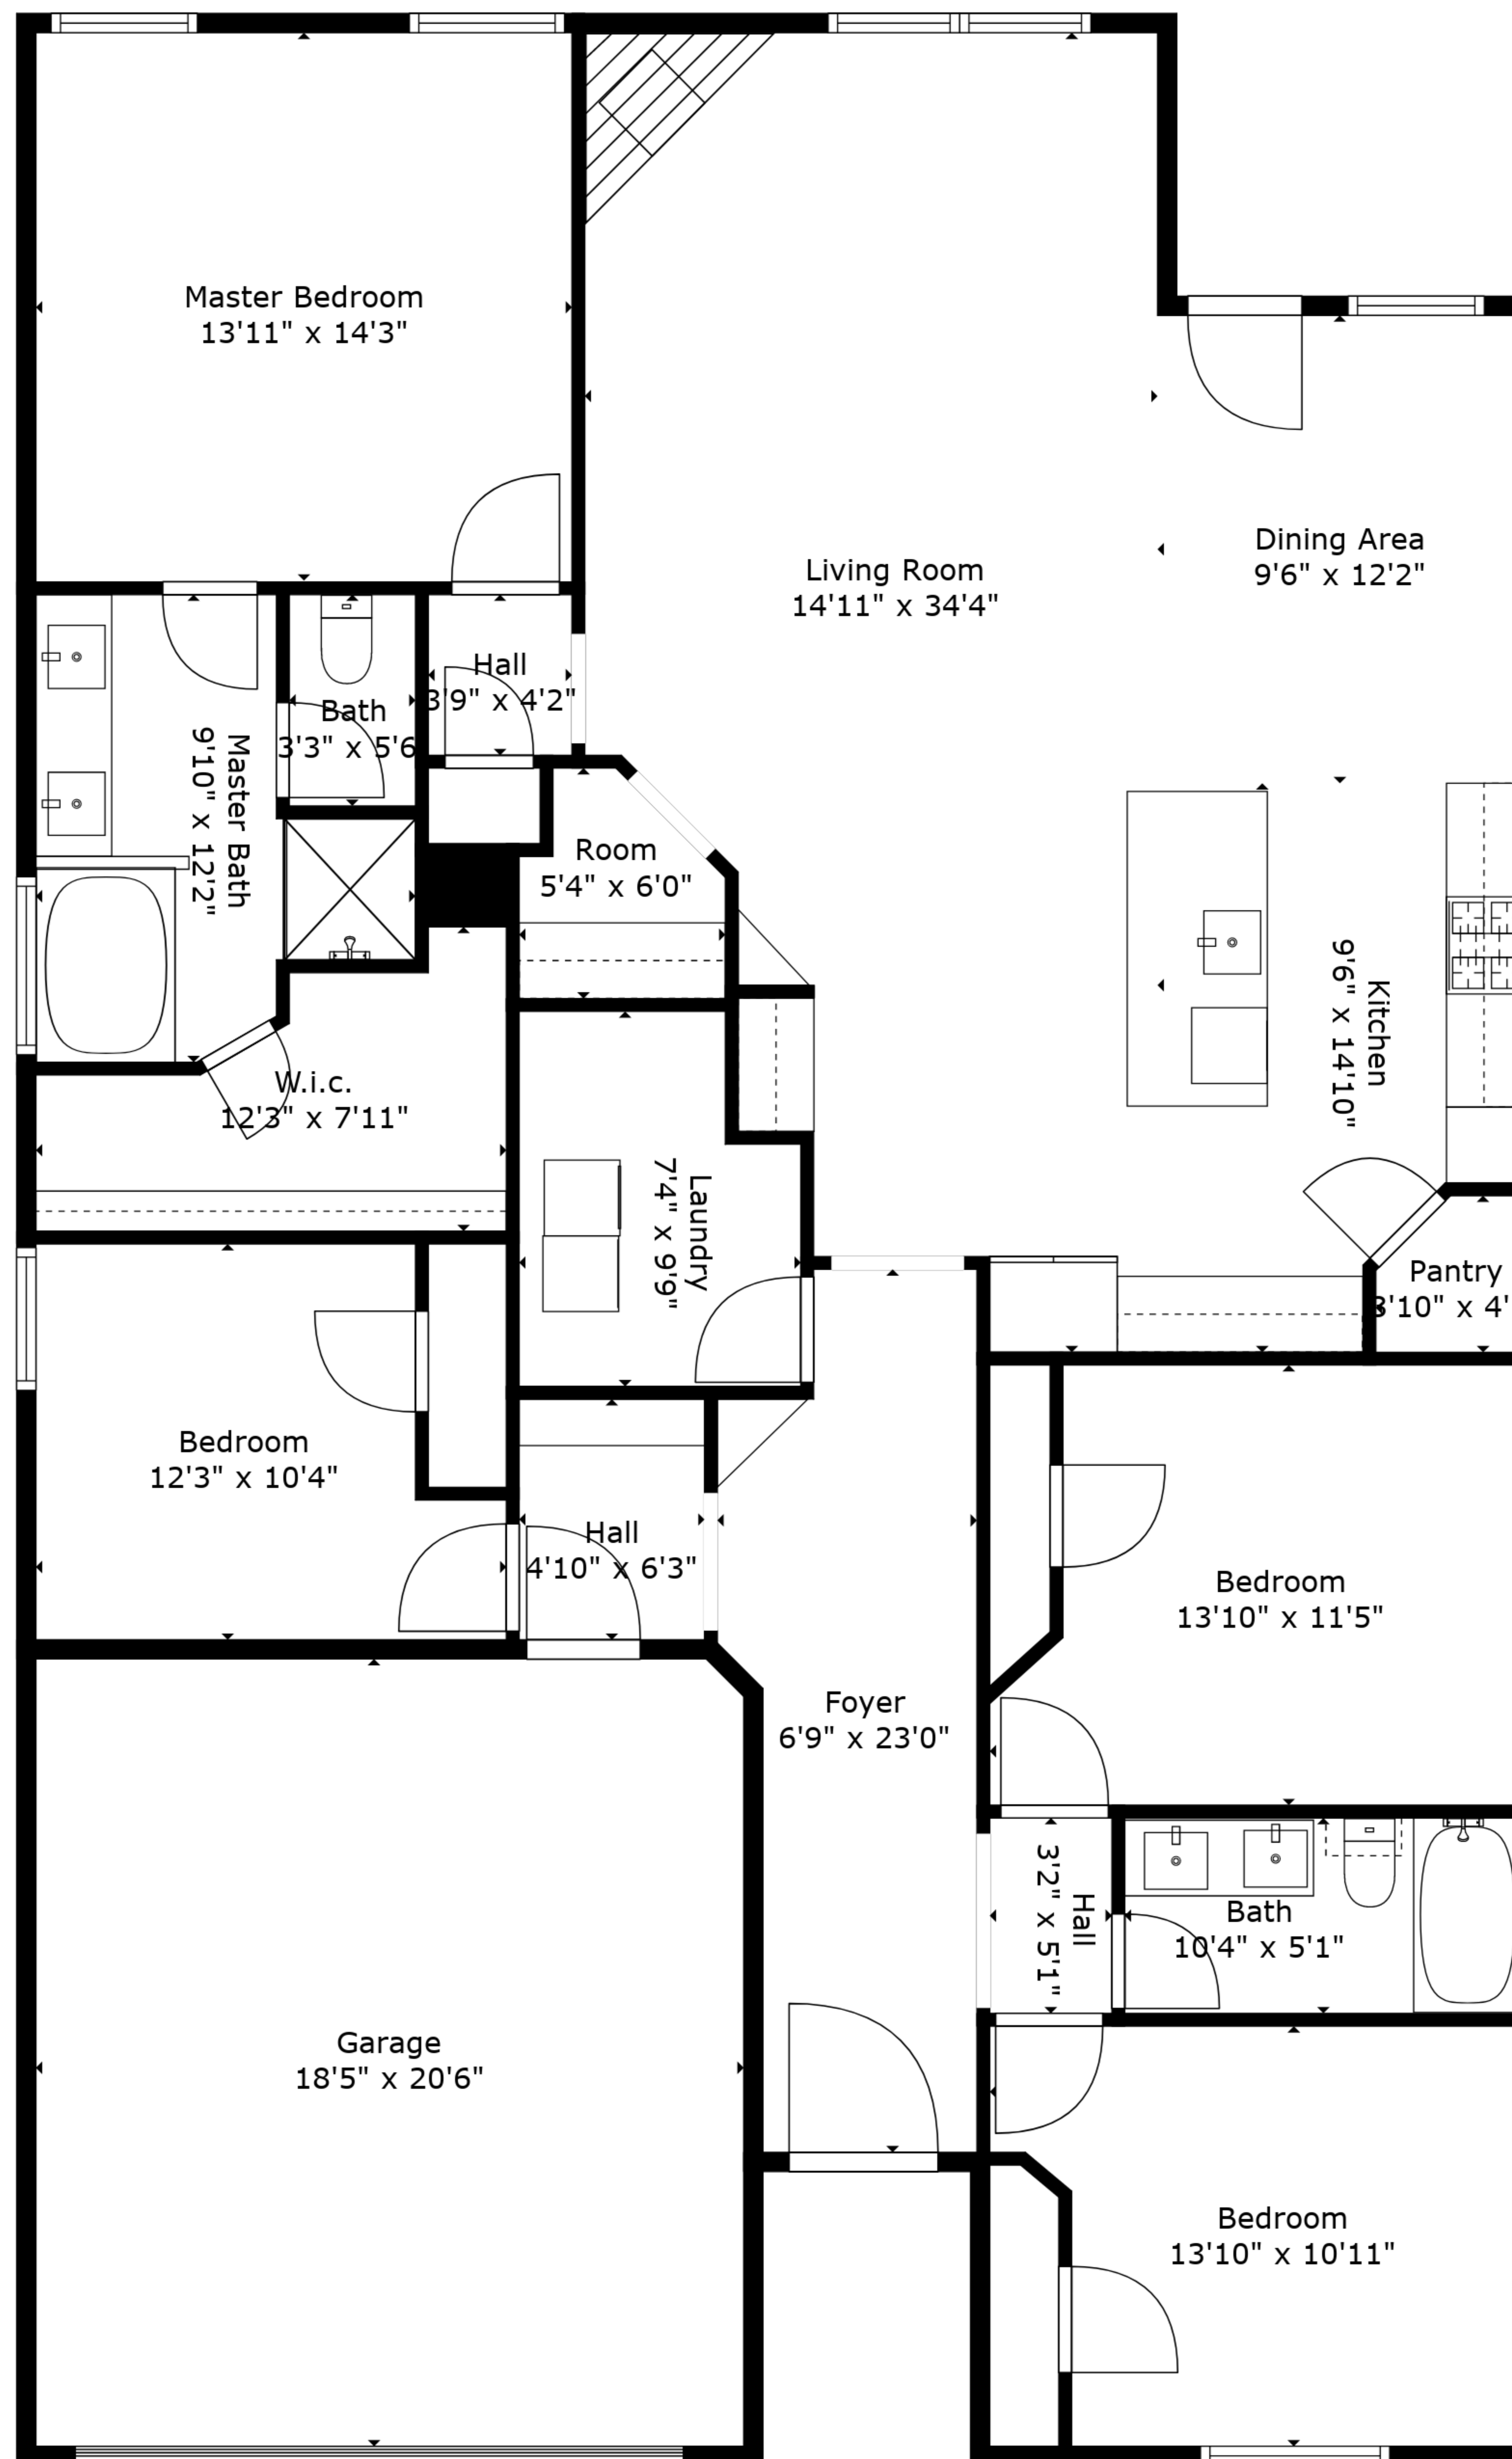 Master Bedroom
13'11" x 14'3"
Living Room
14'11" x 34'4"
Dining Area
9'6" x 12'2"
Hall
3'9" x 4'2"
Bath
3'3" x 5'6
Master Bath
9'10" x 12'2"
Room
5'4" x 6'0"
Kitchen
9'6" x 14'10"
W.i.c.
12'3" x 7'11"
Laundry
7'4" x 9'9"
Pantry
3'10" x 4'
Bedroom
12'3" x 10'4"
Hall
4'10" x 6'3"
Bedroom
13'10" x 11'5"
Foyer
6'9" x 23'0"
Hall
3'2" x 5'1"
Bath
10'4" x 5'1"
Garage
18'5" x 20'6"
Bedroom
13'10" x 10'11"